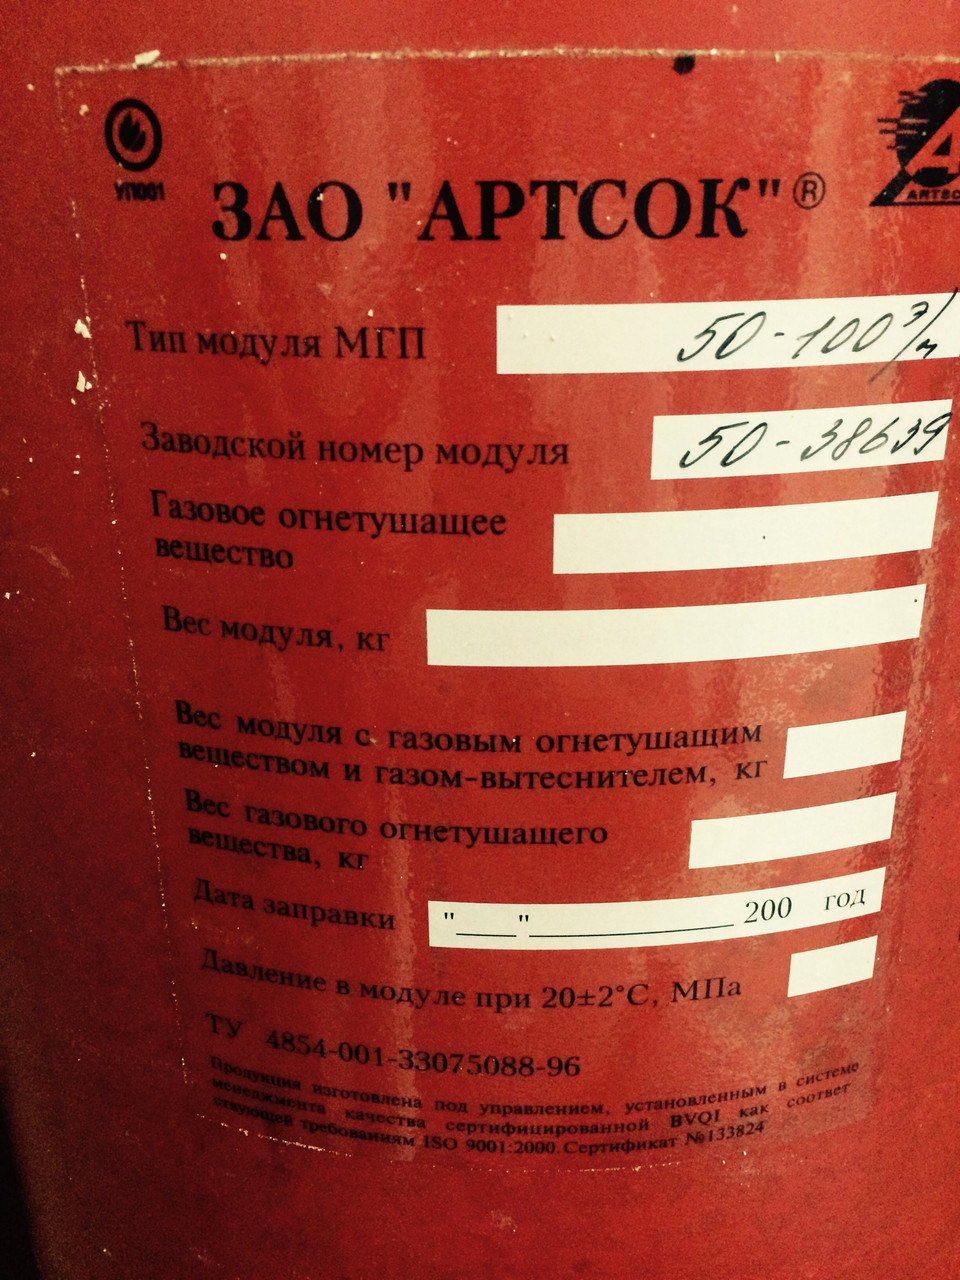 УП001
ARTSO
ЗАО "АРТСОК"®
Тип модуля МГП 50-100 э/м
Заводской номер модуля 50-38639
Газовое огнетушащее
вещество
Вес модуля, кг
Вес модуля с газовым огнетушащим
веществом и газом-вытеснителем, кг
Вес газового огнетушащего
вещества, кг
Дата заправки "____"______________ 200 год
Давление в модуле при 20±2°С, МПа
ТУ 4854-001-33075088-96
Продукция изготовлена под управлением, установленным в системе
менеджмента качества сертифицированной BVQI как соответ
ствующей требованиям ISO 9001:2000. Сертификат №133824